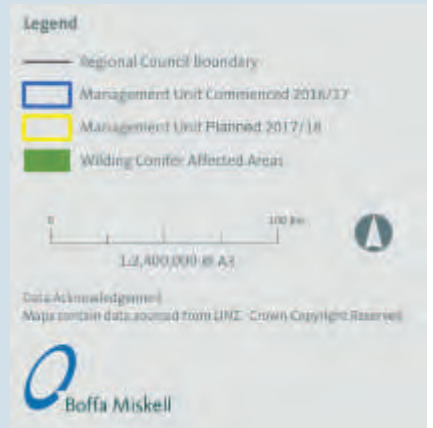 Legend
Regional Council Boundary
Management Unit Commenced 2016/17
Management Unit Planned 2017/18
Wilding Conifer Affected Areas
0 100 km
1:2,400,000 @ A3
Data Acknowledgement
Maps contain data sourced from LINZ. Crown Copyright Reserved
Boffa Miskell